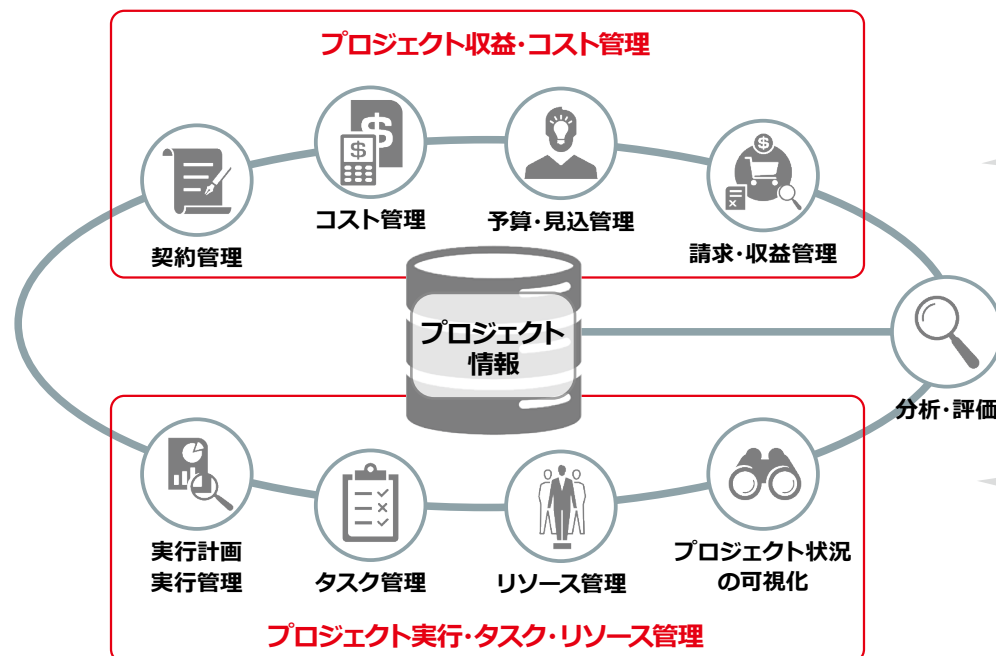 プロジェクト収益・コスト管理
契約管理
コスト管理
予算・見込管理
請求・収益管理
プロジェクト
情報
分析・評価
実行計画
実行管理
タスク管理
リソース管理
プロジェクト状況
の可視化
プロジェクト実行・タスク・リソース管理